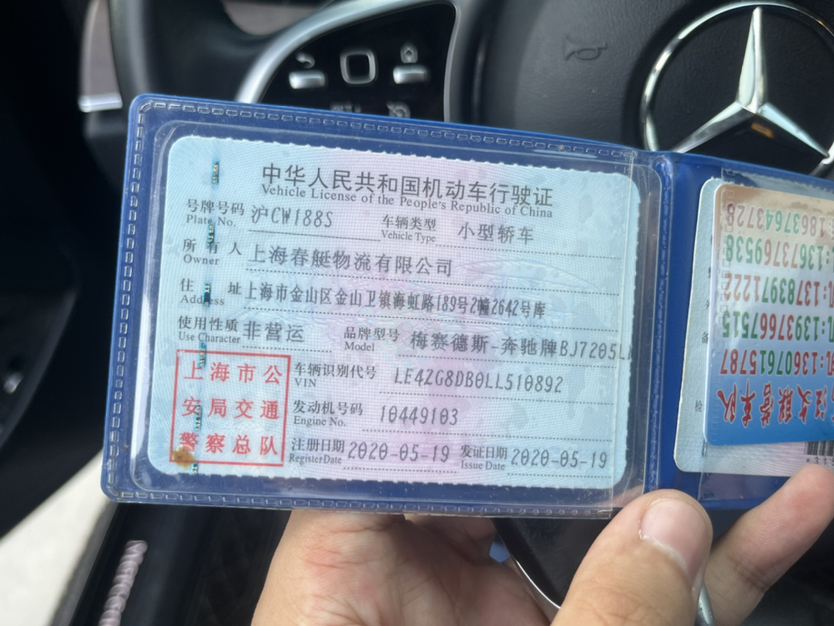 中华人民共和国机动车行驶证
Vehicle License of the People's Republic of China
号牌号码 沪CW188S 车辆类型 小型轿车
Plate No. Vehicle Type
所有人 上海春艇物流有限公司
Owner
住址 上海市金山区金山卫镇海虹路189号2幢2642号库
Address
使用性质 非营运 品牌型号 梅赛德斯-奔驰牌BJ7205L
Use Character Model
车辆识别代号 LE4ZG8DB0LL510892
VIN
发动机号码 10449103
Engine No.
注册日期 2020-05-19 发证日期 2020-05-19
Register Date Issue Date
上海市公
安局交通
警察总队
:13607615787
:13937667515
:13783971222
:13673769538
:18637643728